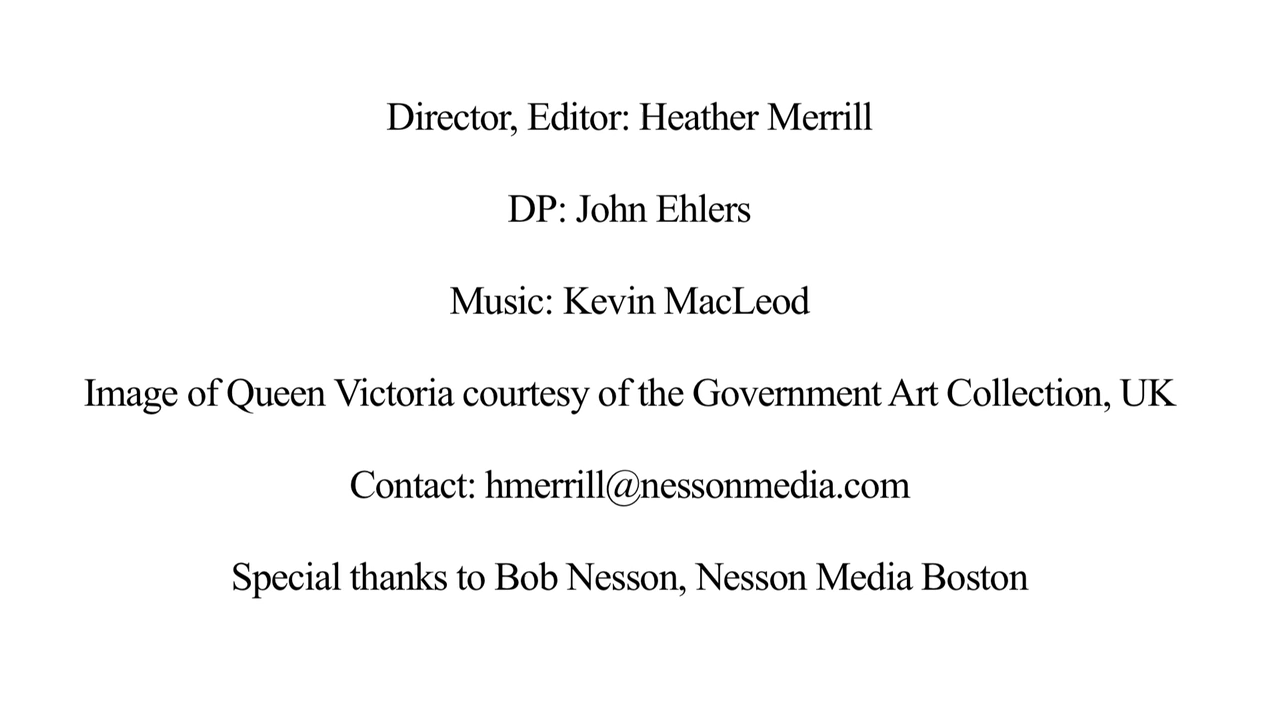 Director, Editor: Heather Merrill
DP: John Ehlers
Music: Kevin MacLeod
Image of Queen Victoria courtesy of the Government Art Collection, UK
Contact: hmerrill@nessonmedia.com
Special thanks to Bob Nesson, Nesson Media Boston